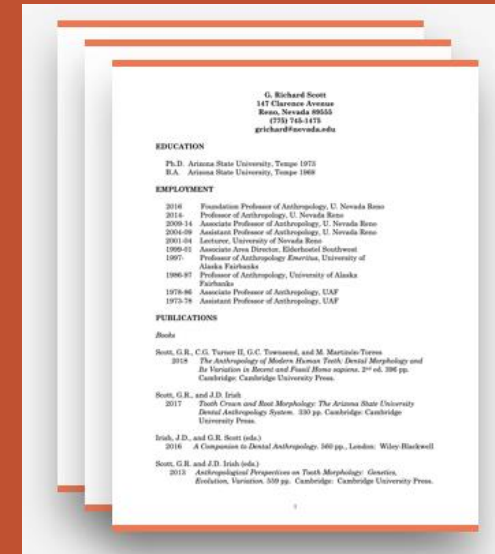 G. Richard Scott
147 Clarence Avenue
Reno, Nevada 89555
(775) 745-1475
grichard@nevada.edu
EDUCATION
Ph.D. Arizona State University, Tempe 1973
B.A. Arizona State University, Tempe 1968
EMPLOYMENT
2016 Foundation Professor of Anthropology, U. Nevada Reno
2014- Professor of Anthropology, U. Nevada Reno
2009-14 Associate Professor of Anthropology, U. Nevada Reno
2004-09 Assistant Professor of Anthropology, U. Nevada Reno
2001-04 Lecturer, University of Nevada Reno
1999-01 Associate Area Director, Elderhostel Southwest
1997- Professor of Anthropology Emeritus, University of
Alaska Fairbanks
1986-97 Professor of Anthropology, University of Alaska
Fairbanks
1978-86 Associate Professor of Anthropology, UAF
1973-78 Assistant Professor of Anthropology, UAF
PUBLICATIONS
Books
Scott, G.R., C.G. Turner II, G.C. Townsend, and M. Martinón-Torres
2018 The Anthropology of Modern Human Teeth: Dental Morphology and
Its Variation in Recent and Fossil Homo sapiens. 2nd ed. 396 pp.
Cambridge: Cambridge University Press.
Scott, G.R., and J.D. Irish
2017 Tooth Crown and Root Morphology: The Arizona State University
Dental Anthropology System. 330 pp. Cambridge: Cambridge
University Press.
Irish, J.D., and G.R. Scott (eds.)
2016 A Companion to Dental Anthropology. 560 pp., London: Wiley-Blackwell
Scott, G.R. and J.D. Irish (eds.)
2013 Anthropological Perspectives on Tooth Morphology: Genetics,
Evolution, Variation. 559 pg. Cambridge: Cambridge University Press.
1